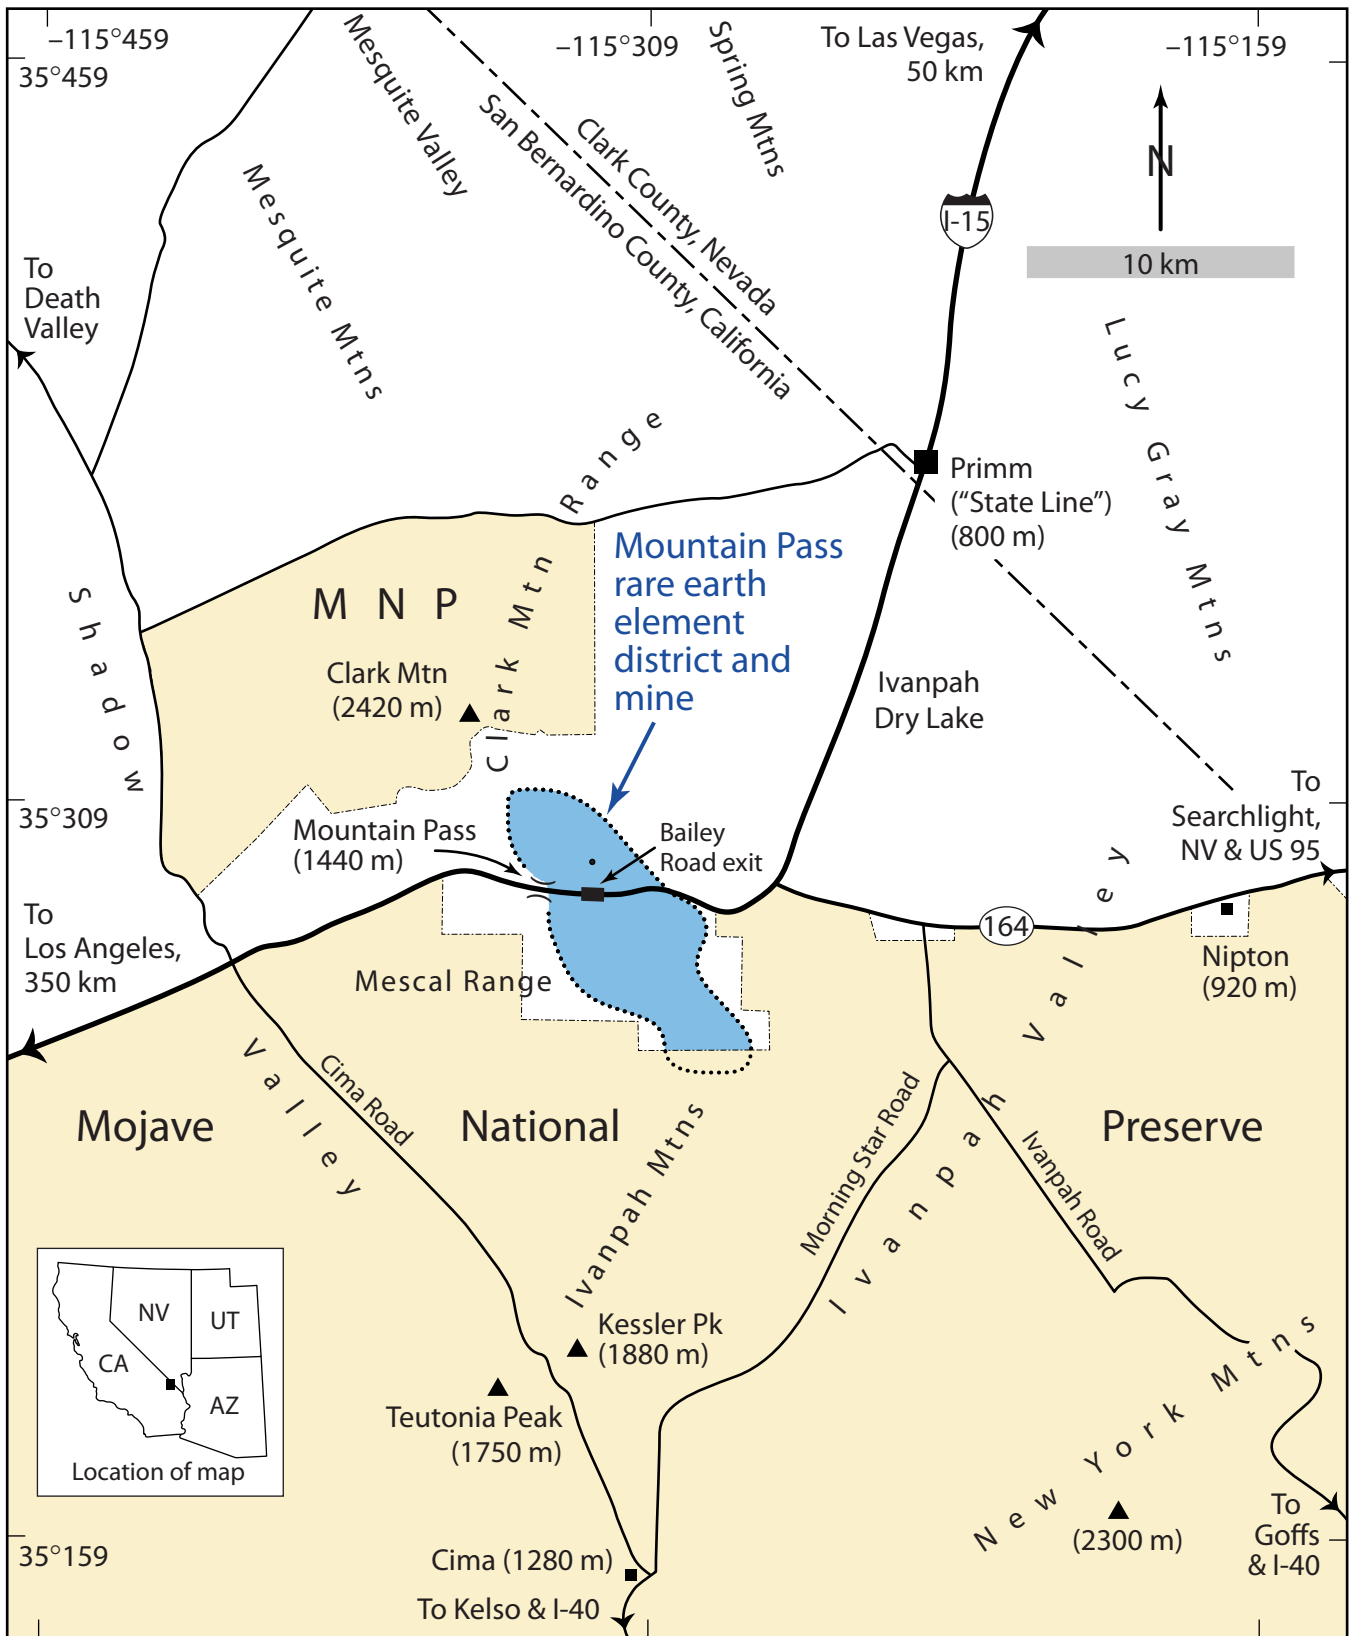 –115°459
–115°309
–115°159
35°459
To Las Vegas,
50 km
Mesquite Valley
Spring Mtns
Clark County, Nevada
San Bernardino County, California
N
I-15
10 km
Mesquite Mtns
To
Death
Valley
Lucy Gray Mtns
Clark Mtn Range
Primm
(“State Line”)
(800 m)
Mountain Pass
rare earth
element
district and
mine
M N P
Clark Mtn
(2420 m)
Shadow Valley
Ivanpah
Dry Lake
35°309
To
Searchlight,
NV & US 95
Mountain Pass
(1440 m)
Bailey
Road exit
To
Los Angeles,
350 km
164
Nipton
(920 m)
Mescal Range
Ivanpah Valley
Cima Road
Mojave National Preserve
Ivanpah Mtns
Morning Star Road
Ivanpah Road
Kessler Pk
(1880 m)
Teutonia Peak
(1750 m)
New York Mtns
(2300 m)
NV
UT
CA
AZ
Location of map
To
Goffs
& I-40
35°159
Cima (1280 m)
To Kelso & I-40